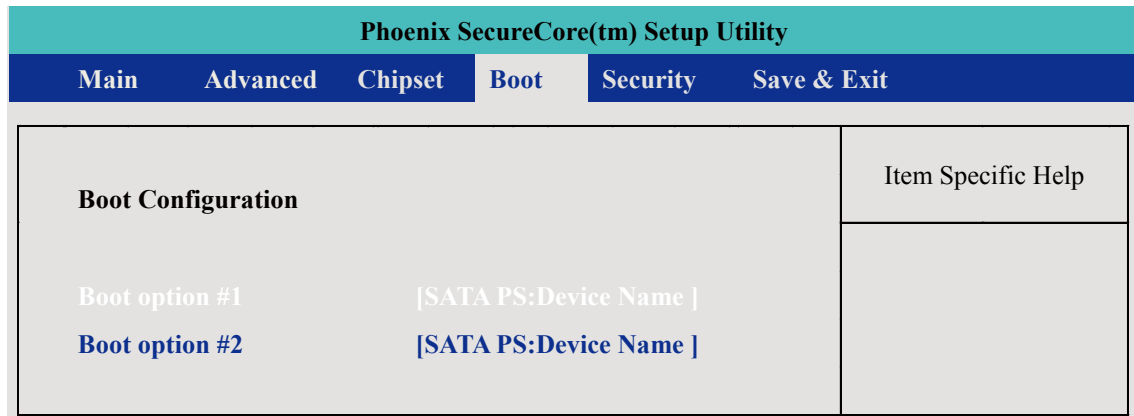 Phoenix SecureCore(tm) Setup Utility
Main Advanced Chipset Boot Security Save & Exit
Item Specific Help
Boot Configuration
Boot option #1 [SATA PS:Device Name ]
Boot option #2 [SATA PS:Device Name ]